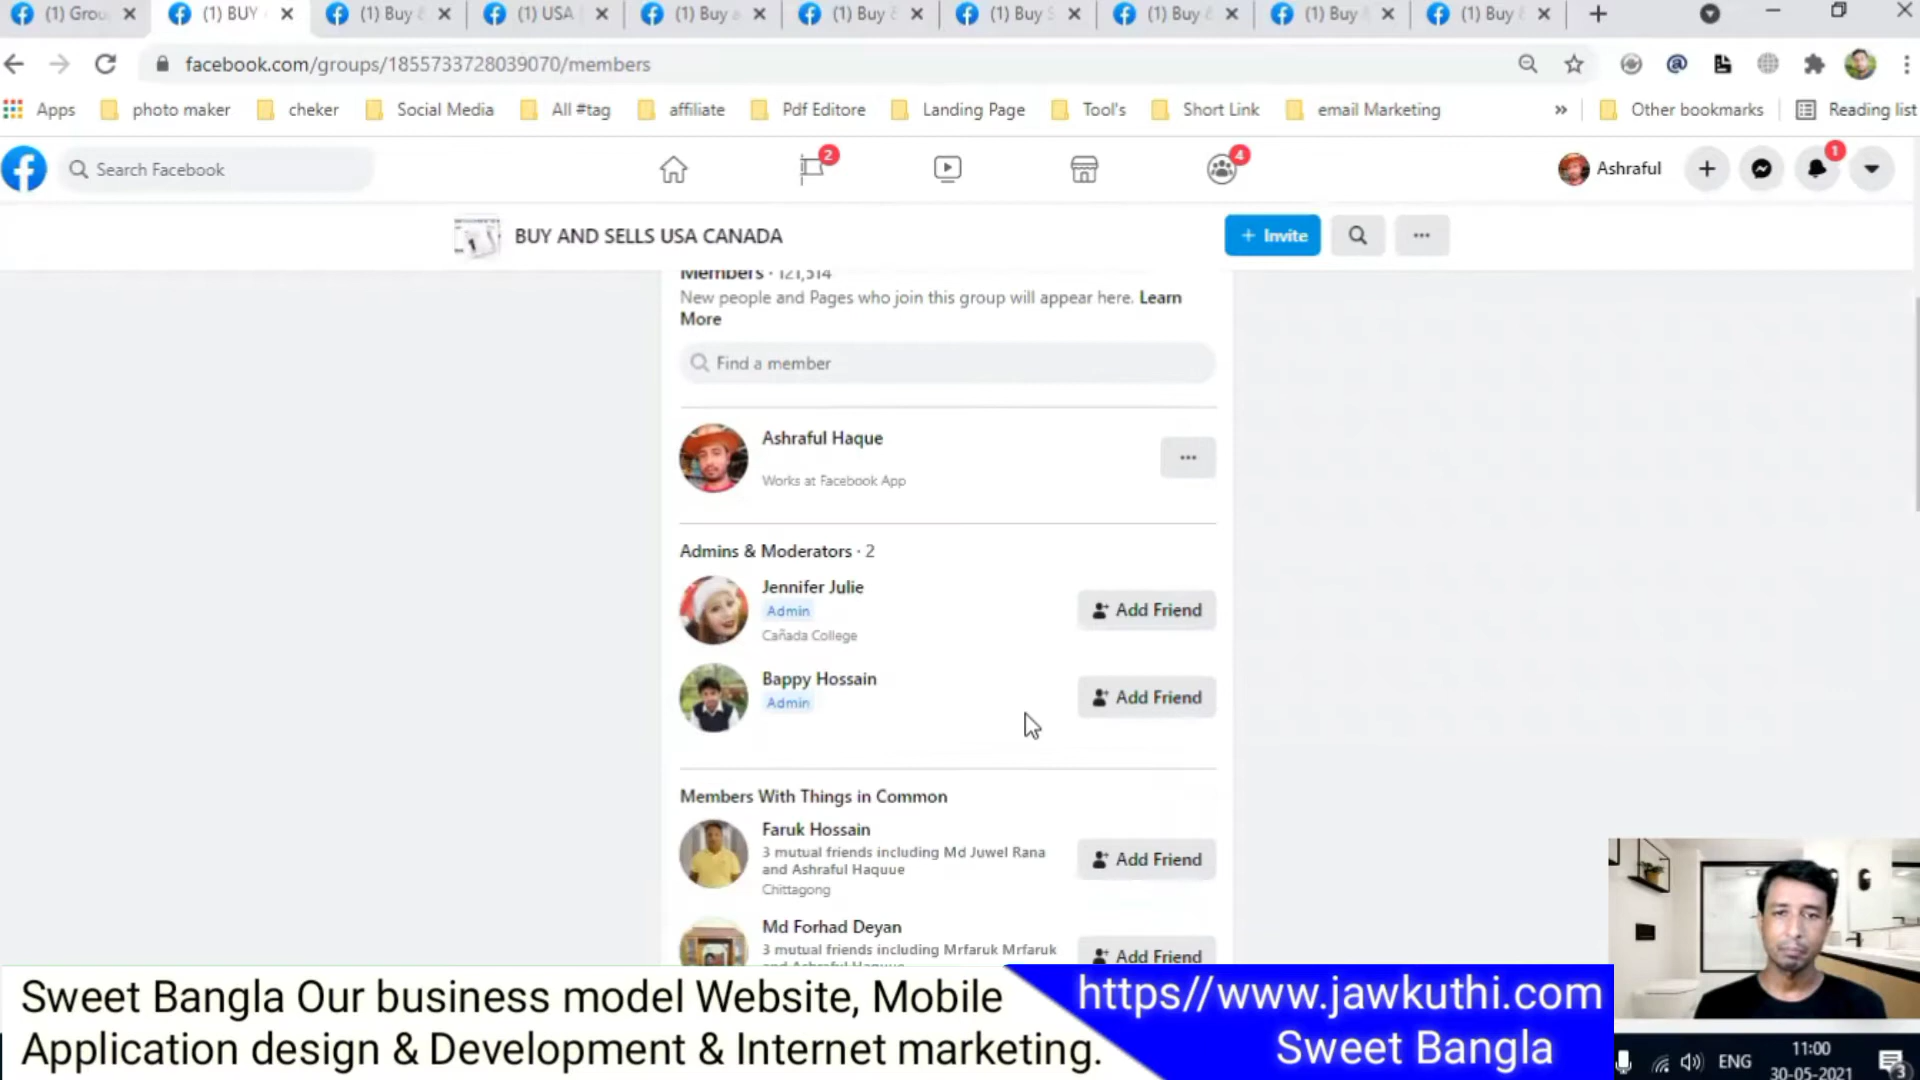 (1) Grou
(1) BUY
(1) Buy &
(1) USA
(1) Buy a
(1) Buy &
(1) Buy S
(1) Buy &
(1) Buy
(1) Buy &
facebook.com/groups/1855733728039070/members
Apps
photo maker
cheker
Social Media
All #tag
affiliate
Pdf Editore
Landing Page
Tool's
Short Link
email Marketing
»
Other bookmarks
Reading list
Search Facebook
2
4
Ashraful
1
BUY AND SELLS USA CANADA
+ Invite
Members · 121,514
New people and Pages who join this group will appear here. Learn
More
Find a member
Ashraful Haque
Works at Facebook App
Admins & Moderators · 2
Jennifer Julie
Admin
Cañada College
Add Friend
Bappy Hossain
Admin
Add Friend
Members With Things in Common
Faruk Hossain
3 mutual friends including Md Juwel Rana
and Ashraful Haquue
Chittagong
Add Friend
Md Forhad Deyan
3 mutual friends including Mrfaruk Mrfaruk
and Ashraful Haquue
Add Friend
Sweet Bangla Our business model Website, Mobile
Application design & Development & Internet marketing.
https//www.jawkuthi.com
Sweet Bangla
ENG
11:00
30-05-2021
3